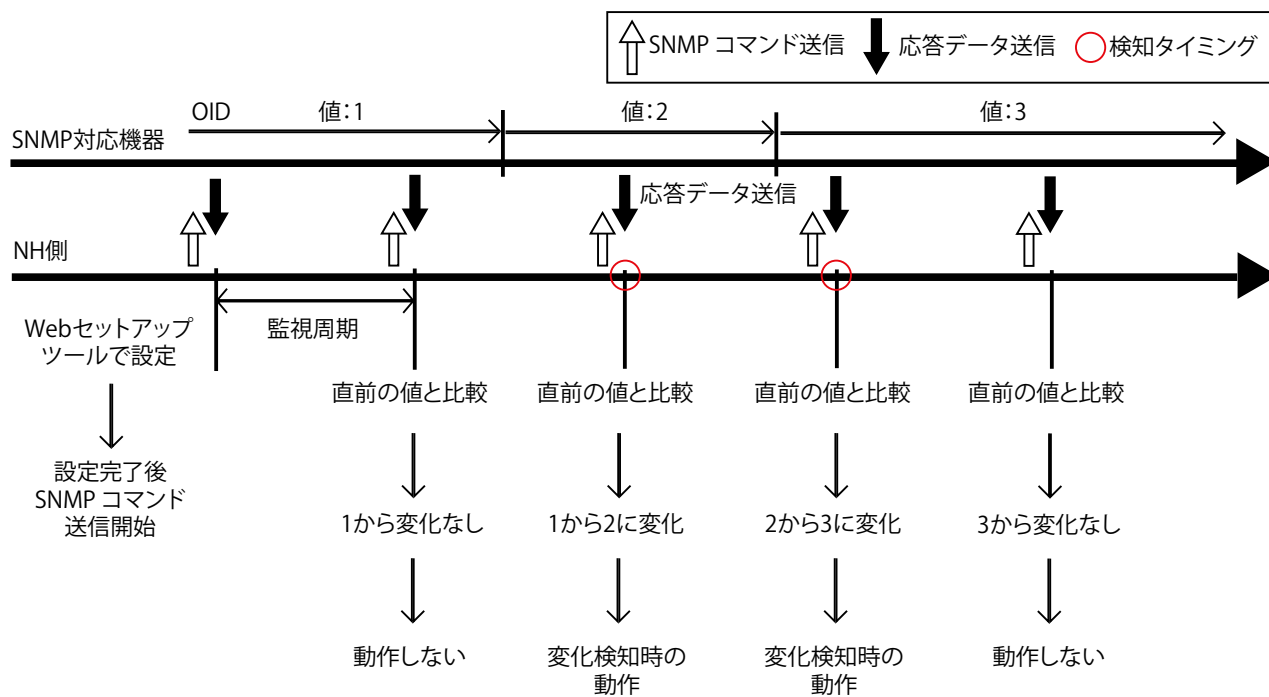 SNMP コマンド送信
応答データ送信
検知タイミング
OID
値：1
値：2
値：3
SNMP対応機器
応答データ送信
NH側
Webセットアップ
ツールで設定
監視周期
直前の値と比較
直前の値と比較
直前の値と比較
直前の値と比較
設定完了後
SNMP コマンド
送信開始
1から変化なし
1から2に変化
2から3に変化
3から変化なし
動作しない
変化検知時の
動作
変化検知時の
動作
動作しない